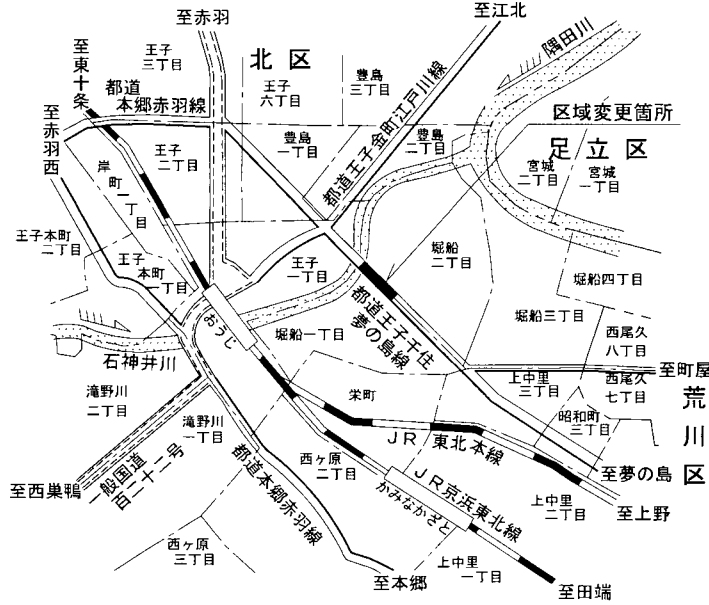 至赤羽
至江北
至東十条
王子
三丁目
北区
王子
六丁目
豊島
三丁目
都道王子金町江戸川線
隅田川
都道
本郷赤羽線
至赤羽西
区域変更箇所
足立区
王子
二丁目
豊島
一丁目
豊島
二丁目
宮城
二丁目
宮城
一丁目
岸町一丁目
王子本町
二丁目
王子
本町
一丁目
王子
一丁目
堀船
二丁目
堀船四丁目
おうじ
堀船一丁目
都道王子千住
夢の島線
堀船三丁目
西尾久
八丁目
石神井川
至町屋
滝野川
二丁目
滝野川
一丁目
栄町
上中里
三丁目
西尾久
七丁目
昭和町
三丁目
荒川区
JR東北本線
一般国道
百二十二号
都道本郷赤羽線
西ヶ原
二丁目
JR京浜東北線
かみなかざと
至夢の島
至西巣鴨
上中里
二丁目
至上野
西ヶ原
三丁目
上中里
一丁目
至本郷
至田端